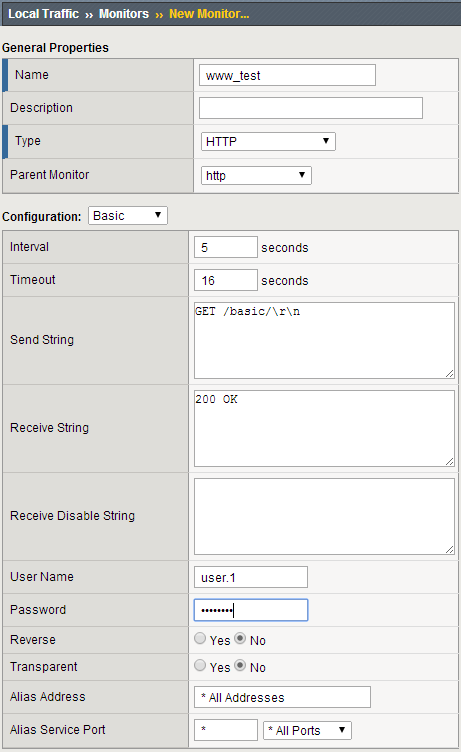 Local Traffic ›› Monitors ›› New Monitor...
General Properties
Name www_test
Description
Type HTTP
Parent Monitor http
Configuration: Basic
Interval 5 seconds
Timeout 16 seconds
Send String GET /basic/\r\n
Receive String 200 OK
Receive Disable String
User Name user.1
Password ••••••••
Reverse Yes No
Transparent Yes No
Alias Address * All Addresses
Alias Service Port * * All Ports